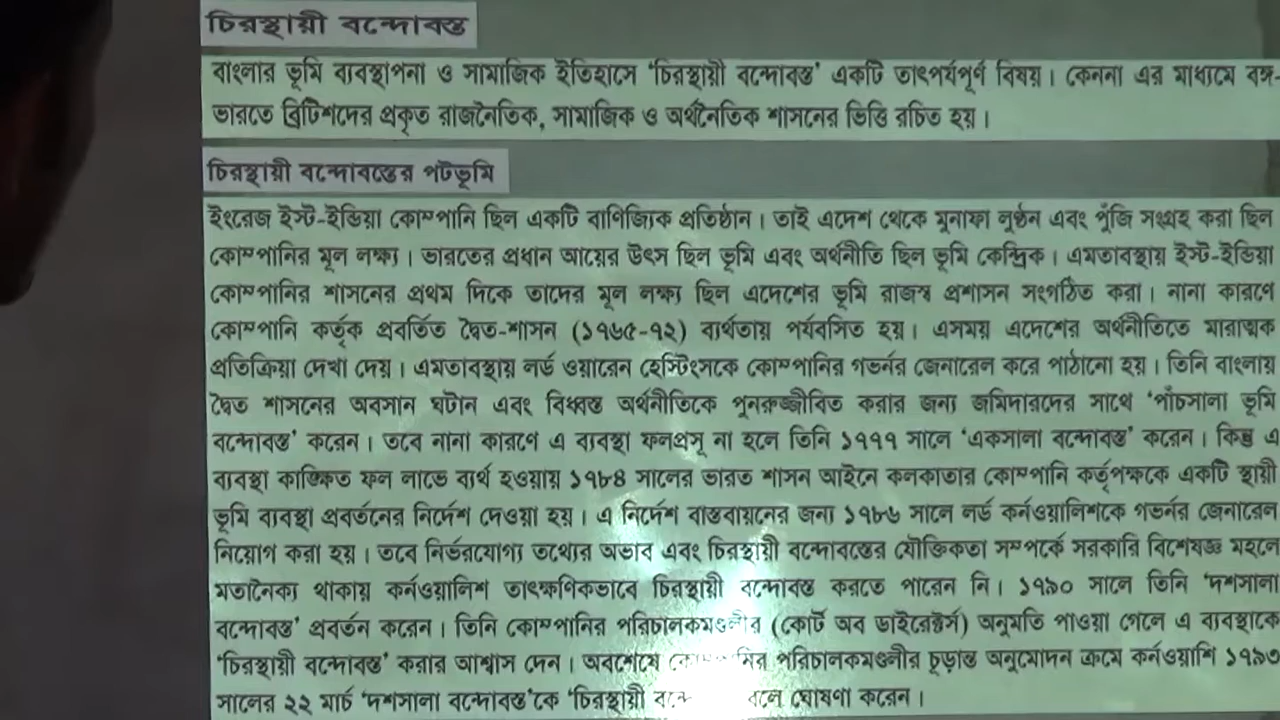 চিরস্থায়ী বন্দোবস্ত
বাংলার ভূমি ব্যবস্থাপনা ও সামাজিক ইতিহাসে ‘চিরস্থায়ী বন্দোবস্ত’ একটি তাৎপর্যপূর্ণ বিষয়। কেননা এর মাধ্যমে বঙ্গ-
ভারতে ব্রিটিশদের প্রকৃত রাজনৈতিক, সামাজিক ও অর্থনৈতিক শাসনের ভিত্তি রচিত হয়।
চিরস্থায়ী বন্দোবস্তের পটভূমি
ইংরেজ ইস্ট-ইন্ডিয়া কোম্পানি ছিল একটি বাণিজ্যিক প্রতিষ্ঠান। তাই এদেশ থেকে মুনাফা লুণ্ঠন এবং পুঁজি সংগ্রহ করা ছিল
কোম্পানির মূল লক্ষ্য। ভারতের প্রধান আয়ের উৎস ছিল ভূমি এবং অর্থনীতি ছিল ভূমি কেন্দ্রিক। এমতাবস্থায় ইস্ট-ইন্ডিয়া
কোম্পানির শাসনের প্রথম দিকে তাদের মূল লক্ষ্য ছিল এদেশের ভূমি রাজস্ব প্রশাসন সংগঠিত করা। নানা কারণে
কোম্পানি কর্তৃক প্রবর্তিত দ্বৈত-শাসন (১৭৬৫-৭২) ব্যর্থতায় পর্যবসিত হয়। এসময় এদেশের অর্থনীতিতে মারাত্মক
প্রতিক্রিয়া দেখা দেয়। এমতাবস্থায় লর্ড ওয়ারেন হেস্টিংসকে কোম্পানির গভর্নর জেনারেল করে পাঠানো হয়। তিনি বাংলায়
দ্বৈত শাসনের অবসান ঘটান এবং বিধ্বস্ত অর্থনীতিকে পুনরুজ্জীবিত করার জন্য জমিদারদের সাথে ‘পাঁচসালা ভূমি
বন্দোবস্ত’ করেন। তবে নানা কারণে এ ব্যবস্থা ফলপ্রসূ না হলে তিনি ১৭৭৭ সালে ‘একসালা বন্দোবস্ত’ করেন। কিন্তু এ
ব্যবস্থা কাঙ্ক্ষিত ফল লাভে ব্যর্থ হওয়ায় ১৭৮৪ সালের ভারত শাসন আইনে কলকাতার কোম্পানি কর্তৃপক্ষকে একটি স্থায়ী
ভূমি ব্যবস্থা প্রবর্তনের নির্দেশ দেওয়া হয়। এ নির্দেশ বাস্তবায়নের জন্য ১৭৮৬ সালে লর্ড কর্নওয়ালিশকে গভর্নর জেনারেল
নিয়োগ করা হয়। তবে নির্ভরযোগ্য তথ্যের অভাব এবং চিরস্থায়ী বন্দোবস্তের যৌক্তিকতা সম্পর্কে সরকারি বিশেষজ্ঞ মহলে
মতানৈক্য থাকায় কর্নওয়ালিশ তাৎক্ষণিকভাবে চিরস্থায়ী বন্দোবস্ত করতে পারেন নি। ১৭৯০ সালে তিনি ‘দশসালা
বন্দোবস্ত’ প্রবর্তন করেন। তিনি কোম্পানির পরিচালকমণ্ডলীর (কোর্ট অব ডাইরেক্টর্স) অনুমতি পাওয়া গেলে এ ব্যবস্থাকে
‘চিরস্থায়ী বন্দোবস্ত’ করার আশ্বাস দেন। অবশেষে পরিচালকমণ্ডলীর চূড়ান্ত অনুমোদন ক্রমে কর্নওয়াশি ১৭৯৩
সালের ২২ মার্চ ‘দশসালা বন্দোবস্ত’কে ‘চিরস্থায়ী বলে ঘোষণা করেন।